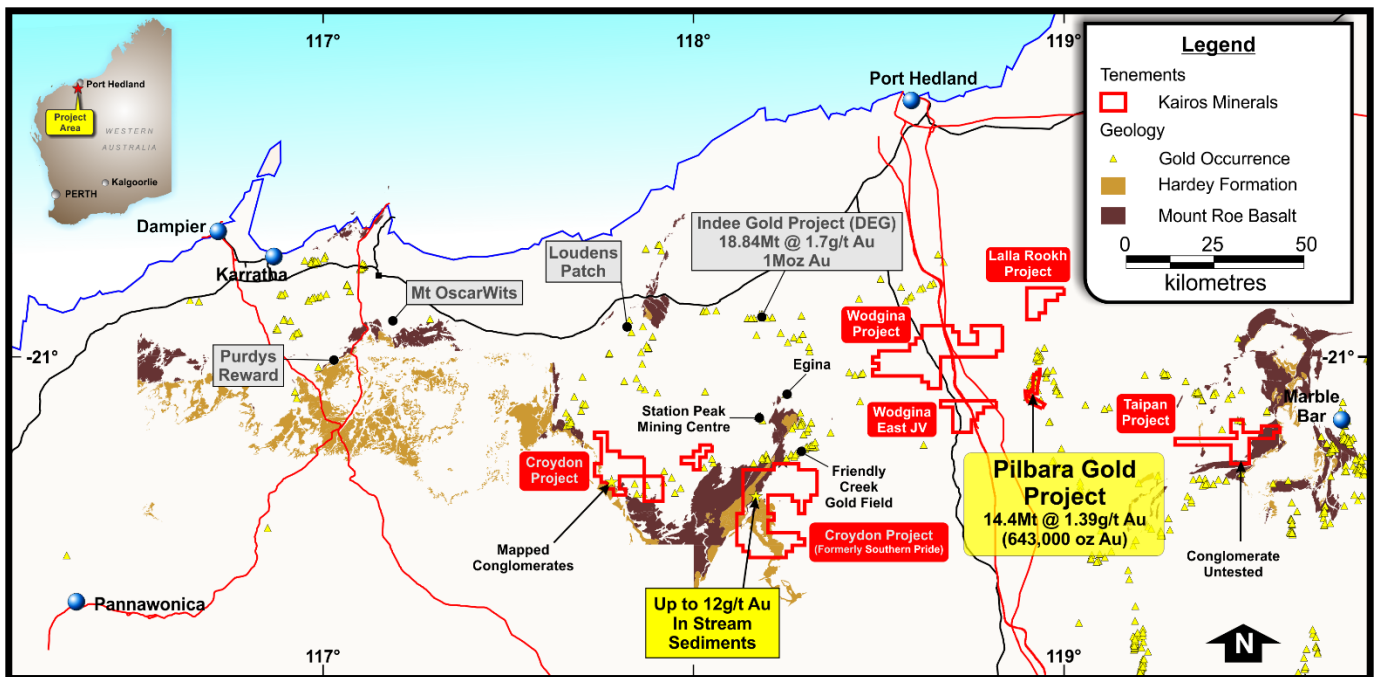 117°
118°
119°
Port Hedland
Project
Area
WESTERN
AUSTRALIA
Kalgoorlie
PERTH
Port Hedland
Legend
Tenements
Kairos Minerals
Geology
Gold Occurrence
Hardey Formation
Mount Roe Basalt
0 25 50
kilometres
Dampier
Karratha
Loudens
Patch
Indee Gold Project (DEG)
18.84Mt @ 1.7g/t Au
1Moz Au
Lalla Rookh
Project
Mt OscarWits
Wodgina
Project
-21°
-21°
Purdys
Reward
Egina
Station Peak
Mining Centre
Wodgina
East JV
Taipan
Project
Marble
Bar
Croydon
Project
Friendly
Creek
Gold Field
Pilbara Gold
Project
14.4Mt @ 1.39g/t Au
(643,000 oz Au)
Mapped
Conglomerates
Croydon Project
(Formerly Southern Pride)
Conglomerate
Untested
Pannawonica
Up to 12g/t Au
In Stream
Sediments
N
117°
118°
119°